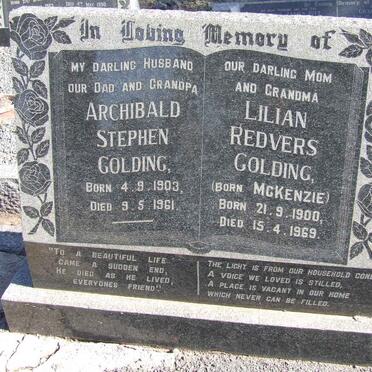 In Loving Memory of
MY DARLING HUSBAND
OUR DAD AND GRANDPA
ARCHIBALD
STEPHEN
GOLDING,
BORN 4.9.1903,
DIED 9.5.1961.
OUR DARLING MOM
AND GRANDMA
LILIAN
REDVERS
GOLDING,
(BORN MCKENZIE)
BORN 21.9.1900,
DIED 15.4.1969.
"TO A BEAUTIFUL LIFE
CAME A SUDDEN END,
HE DIED AS HE LIVED,
EVERYONES FRIEND"
THE LIGHT IS FROM OUR HOUSEHOLD GONE
A VOICE WE LOVED IS STILLED,
A PLACE IS VACANT IN OUR HOME
WHICH NEVER CAN BE FILLED.